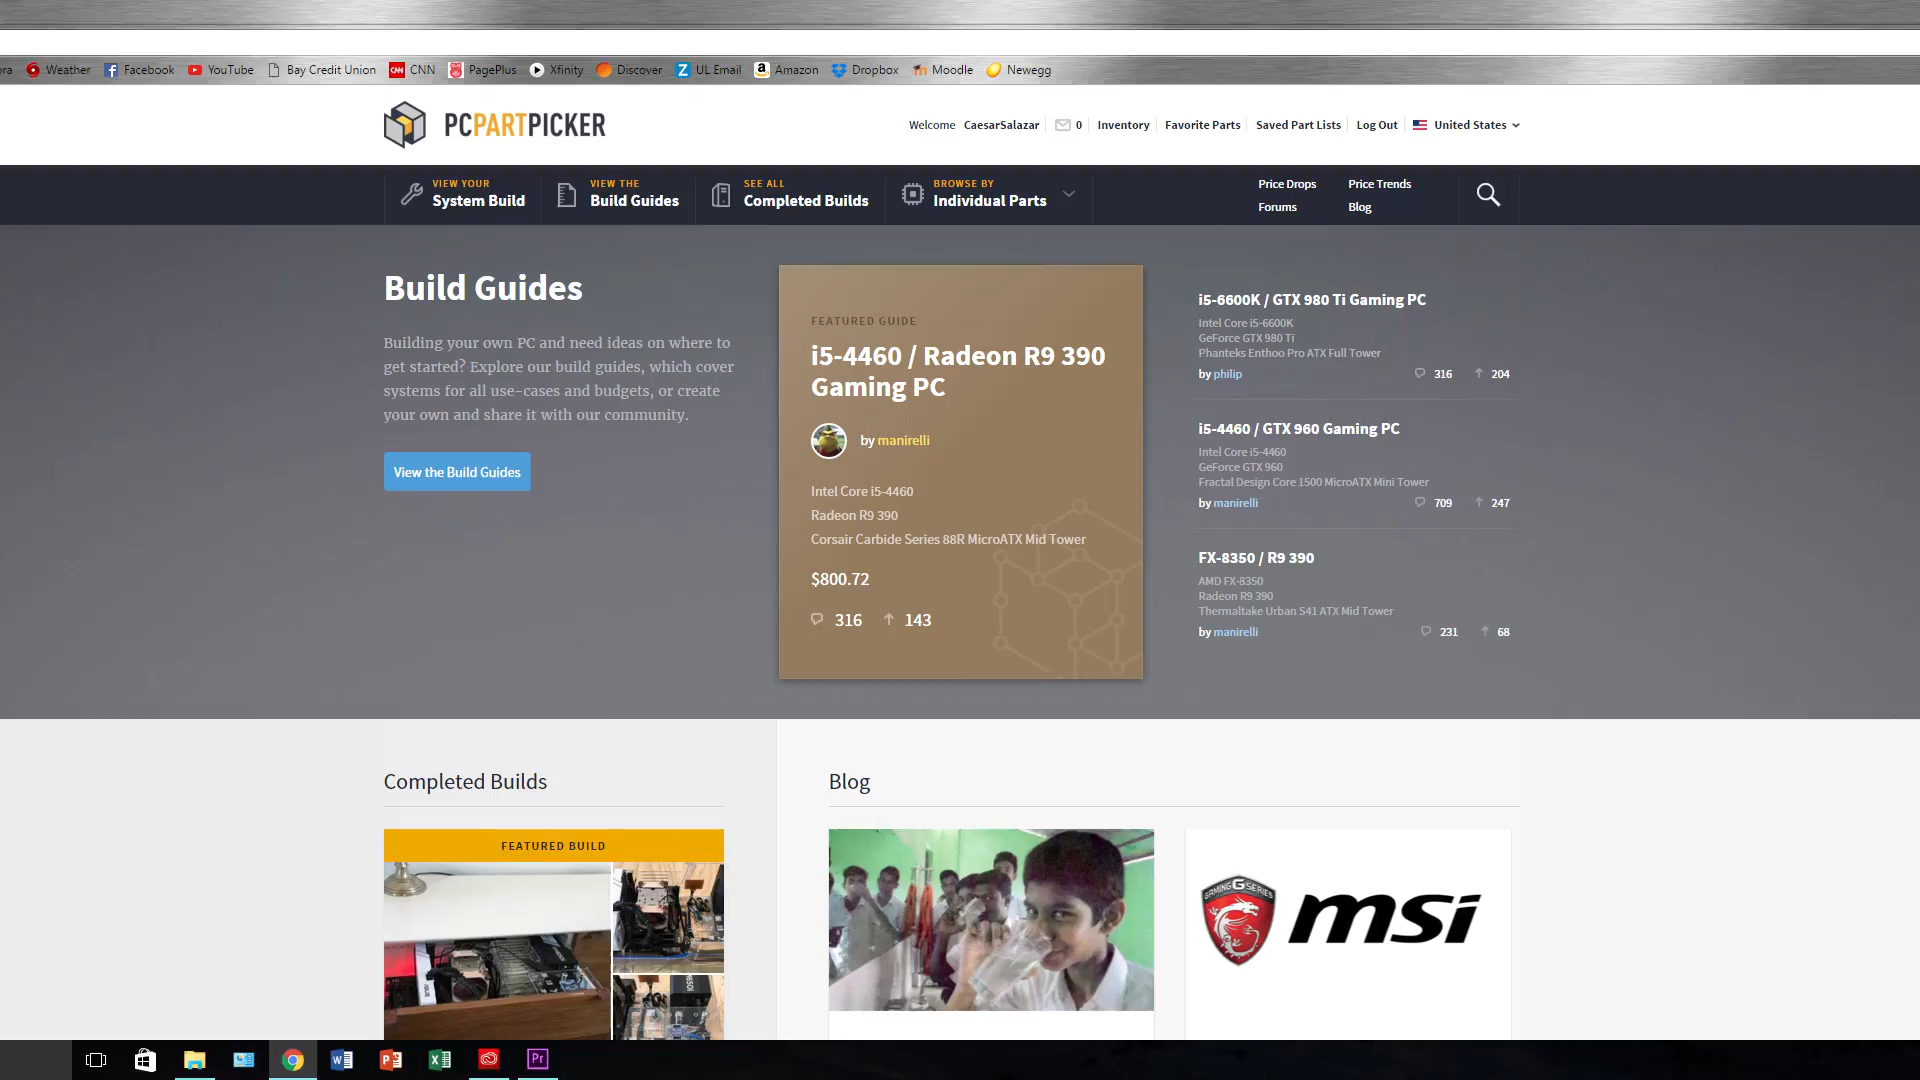 ora Weather Facebook YouTube Bay Credit Union CNN PagePlus Xfinity Discover UL Email Amazon Dropbox Moodle Newegg
PCPARTPICKER
Welcome CaesarSalazar 0 Inventory Favorite Parts Saved Part Lists Log Out United States
VIEW YOUR
System Build
VIEW THE
Build Guides
SEE ALL
Completed Builds
BROWSE BY
Individual Parts
Price Drops Price Trends
Forums Blog
Build Guides
Building your own PC and need ideas on where to
get started? Explore our build guides, which cover
systems for all use-cases and budgets, or create
your own and share it with our community.
View the Build Guides
FEATURED GUIDE
i5-4460 / Radeon R9 390
Gaming PC
by manirelli
Intel Core i5-4460
Radeon R9 390
Corsair Carbide Series 88R MicroATX Mid Tower
$800.72
316 143
i5-6600K / GTX 980 Ti Gaming PC
Intel Core i5-6600K
GeForce GTX 980 Ti
Phanteks Enthoo Pro ATX Full Tower
by philip 316 204
i5-4460 / GTX 960 Gaming PC
Intel Core i5-4460
GeForce GTX 960
Fractal Design Core 1500 MicroATX Mini Tower
by manirelli 709 247
FX-8350 / R9 390
AMD FX-8350
Radeon R9 390
Thermaltake Urban S41 ATX Mid Tower
by manirelli 231 68
Completed Builds
Blog
FEATURED BUILD
GAMING G SERIES
msi